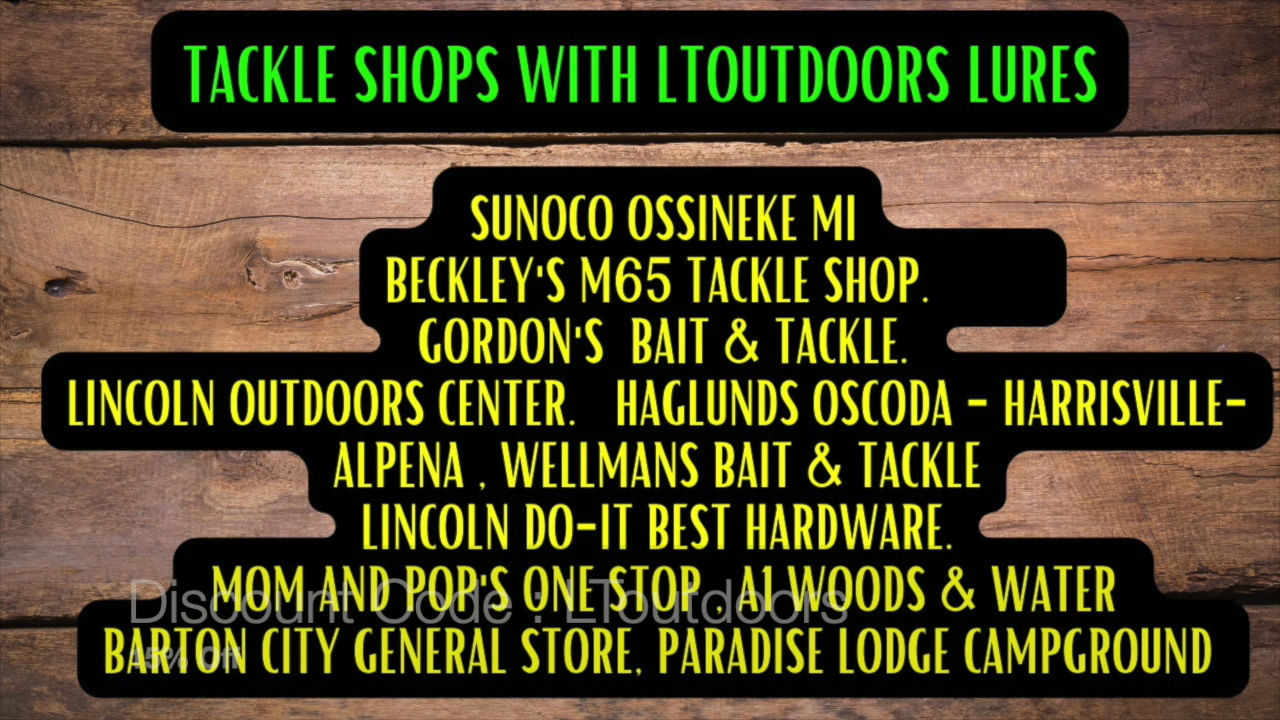 TACKLE SHOPS WITH LTOUTDOORS LURES
SUNOCO OSSINEKE MI
BECKLEY'S M65 TACKLE SHOP.
GORDON'S BAIT & TACKLE.
LINCOLN OUTDOORS CENTER. HAGLUNDS OSCODA - HARRISVILLE-
ALPENA , WELLMANS BAIT & TACKLE
LINCOLN DO-IT BEST HARDWARE.
MOM AND POP'S ONE STOP , A1 WOODS & WATER
Discount Code : LToutdoors
BARTON CITY GENERAL STORE, PARADISE LODGE CAMPGROUND
15% Off